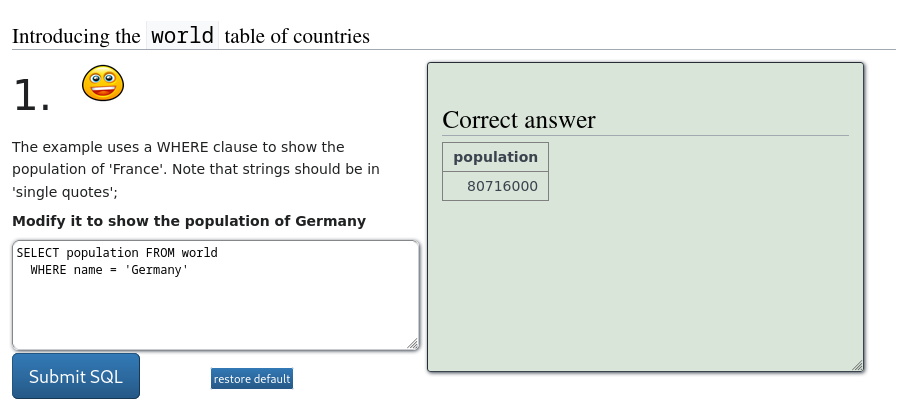 Introducing the world table of countries
1.
The example uses a WHERE clause to show the
population of 'France'. Note that strings should be in
'single quotes';
Modify it to show the population of Germany
SELECT population FROM world
  WHERE name = 'Germany'
Submit SQL
restore default
Correct answer
population
80716000